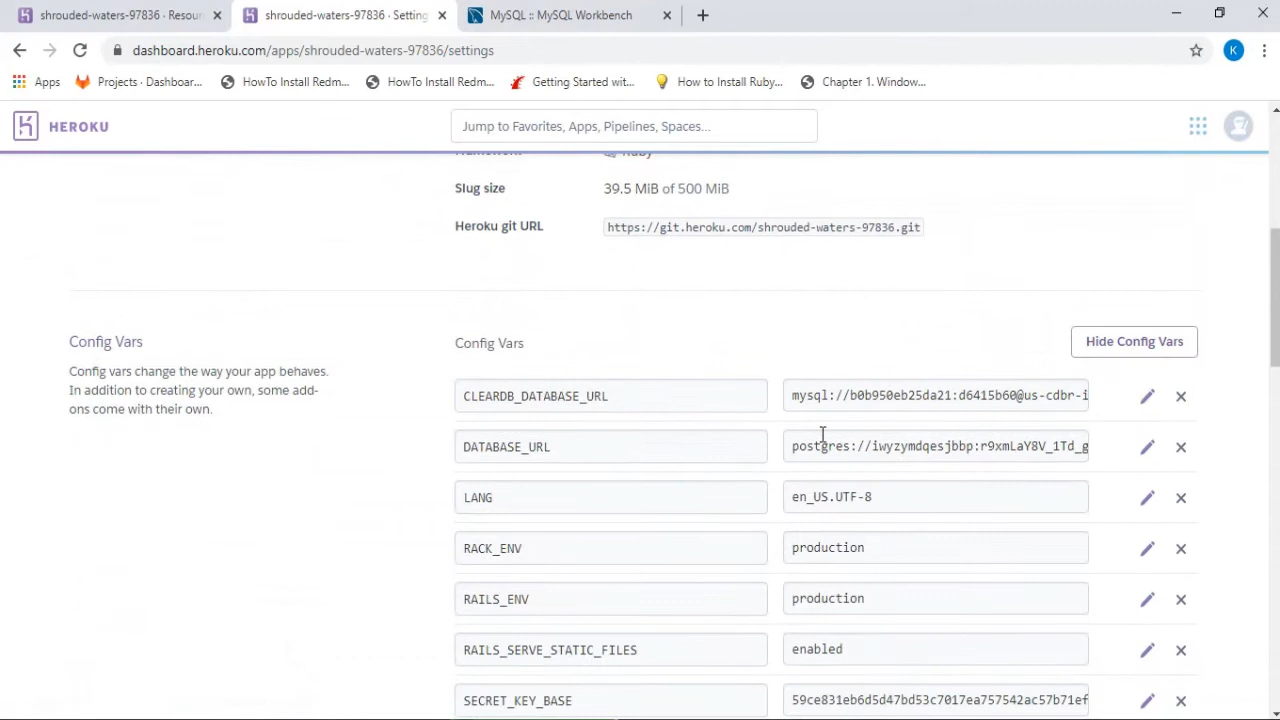 shrouded-waters-97836 · Resour
shrouded-waters-97836 · Setting
MySQL :: MySQL Workbench
dashboard.heroku.com/apps/shrouded-waters-97836/settings
K
Apps
Projects · Dashboar...
HowTo Install Redm...
HowTo Install Redm...
Getting Started wit...
How to Install Ruby...
Chapter 1. Window...
HEROKU
Jump to Favorites, Apps, Pipelines, Spaces...
Slug size
39.5 MiB of 500 MiB
Heroku git URL
https://git.heroku.com/shrouded-waters-97836.git
Config Vars
Config vars change the way your app behaves.
In addition to creating your own, some add-
ons come with their own.
Config Vars
Hide Config Vars
CLEARDB_DATABASE_URL
mysql://b0b950eb25da21:d6415b60@us-cdbr-i
DATABASE_URL
postgres://iwyzymdqesjbbp:r9xmLaY8V_1Td_g
LANG
en_US.UTF-8
RACK_ENV
production
RAILS_ENV
production
RAILS_SERVE_STATIC_FILES
enabled
SECRET_KEY_BASE
59ce831eb6d5d47bd53c7017ea757542ac57b71ef